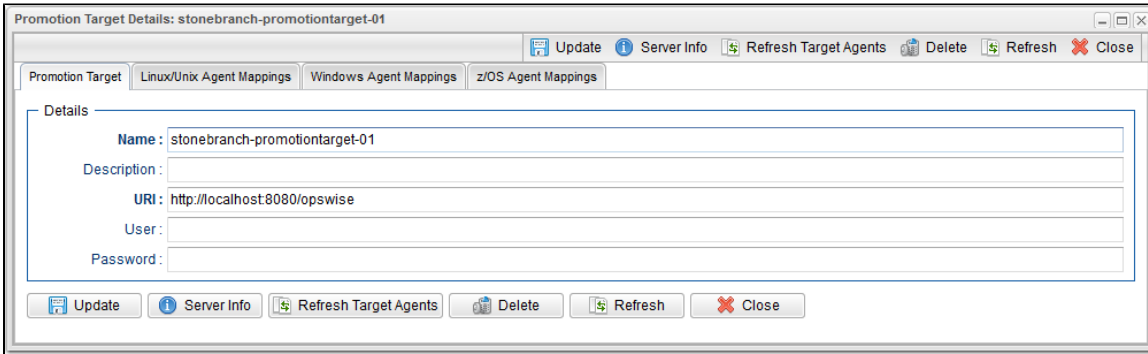 Promotion Target Details: stonebranch-promotiontarget-01
Update Server Info Refresh Target Agents Delete Refresh Close
Promotion Target Linux/Unix Agent Mappings Windows Agent Mappings z/OS Agent Mappings
Details
Name : stonebranch-promotiontarget-01
Description :
URI : http://localhost:8080/opswise
User :
Password :
Update Server Info Refresh Target Agents Delete Refresh Close